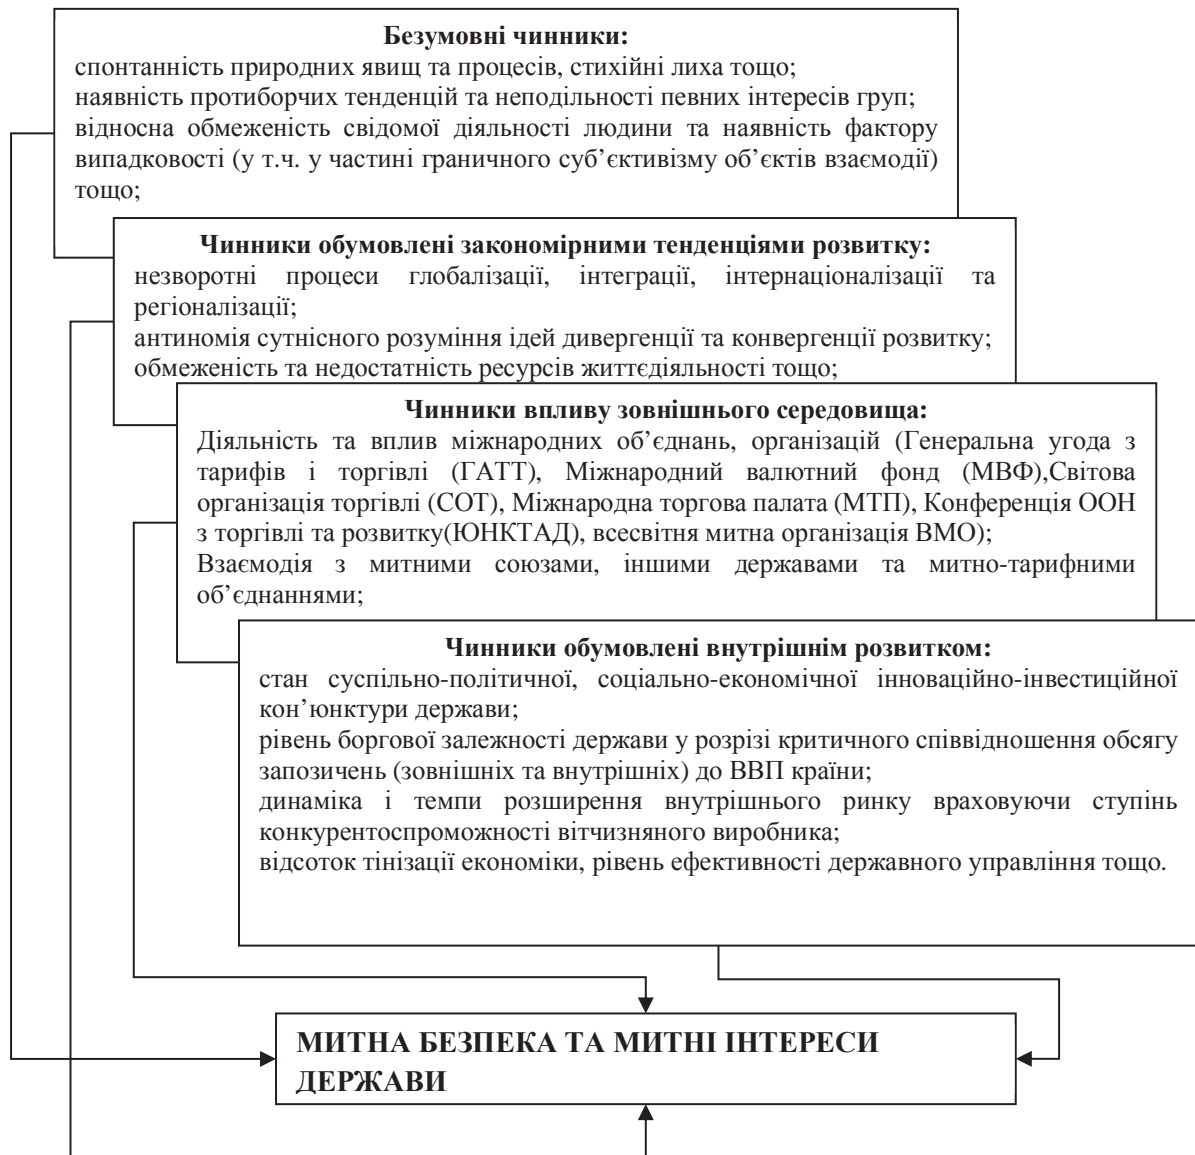 Безумовні чинники:
спонтанність природних явищ та процесів, стихійні лиха тощо;
наявність протиборчих тенденцій та неподільності певних інтересів груп;
відносна обмеженість свідомої діяльності людини та наявність фактору
випадковості (у т.ч. у частині граничного суб’єктивізму об’єктів взаємодії)
тощо;
Чинники обумовлені закономірними тенденціями розвитку:
незворотні процеси глобалізації, інтеграції, інтернаціоналізації та
регіоналізації;
антиномія сутнісного розуміння ідей дивергенції та конвергенції розвитку;
обмеженість та недостатність ресурсів життєдіяльності тощо;
Чинники впливу зовнішнього середовища:
Діяльність та вплив міжнародних об’єднань, організацій (Генеральна угода з
тарифів і торгівлі (ГАТТ), Міжнародний валютний фонд (МВФ),Світова
організація торгівлі (СОТ), Міжнародна торгова палата (МТП), Конференція ООН
з торгівлі та розвитку(ЮНКТАД), всесвітня митна організація ВМО);
Взаємодія з митними союзами, іншими державами та митно-тарифними
об’єднаннями;
Чинники обумовлені внутрішнім розвитком:
стан суспільно-політичної, соціально-економічної інноваційно-інвестиційної
кон’юнктури держави;
рівень боргової залежності держави у розрізі критичного співвідношення обсягу
запозичень (зовнішніх та внутрішніх) до ВВП країни;
динаміка і темпи розширення внутрішнього ринку враховуючи ступінь
конкурентоспроможності вітчизняного виробника;
відсоток тінізації економіки, рівень ефективності державного управління тощо.
МИТНА БЕЗПЕКА ТА МИТНІ ІНТЕРЕСИ
ДЕРЖАВИ